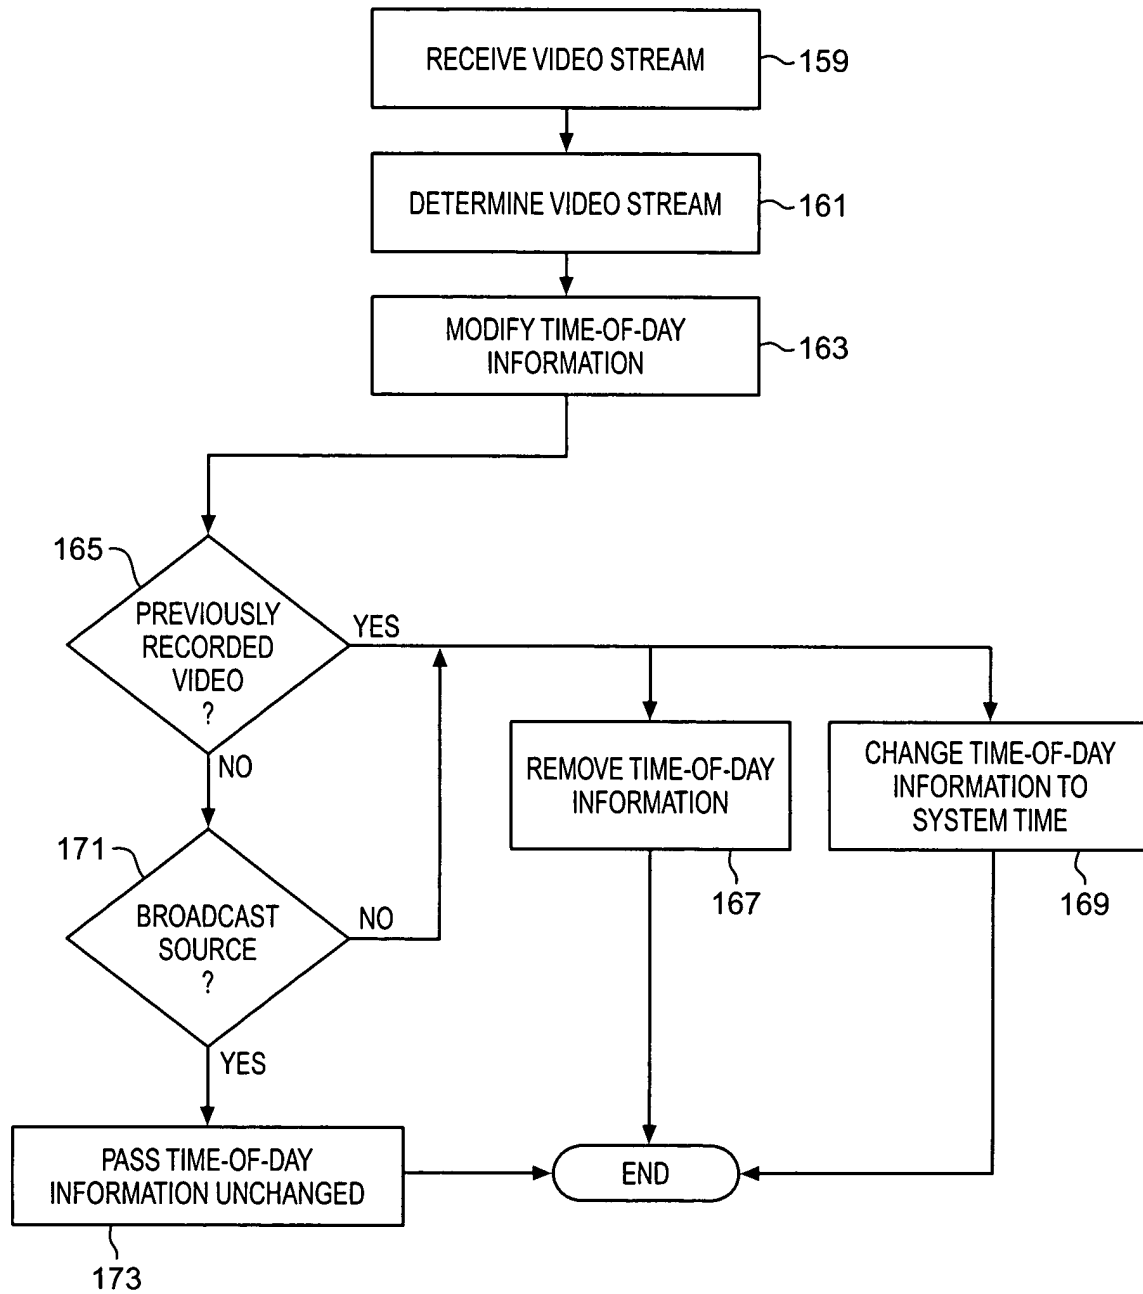 RECEIVE VIDEO STREAM
159
DETERMINE VIDEO STREAM
161
MODIFY TIME-OF-DAY
INFORMATION
163
165
PREVIOUSLY
RECORDED
VIDEO
?
YES
NO
REMOVE TIME-OF-DAY
INFORMATION
167
CHANGE TIME-OF-DAY
INFORMATION TO
SYSTEM TIME
169
171
BROADCAST
SOURCE
?
NO
YES
PASS TIME-OF-DAY
INFORMATION UNCHANGED
173
END